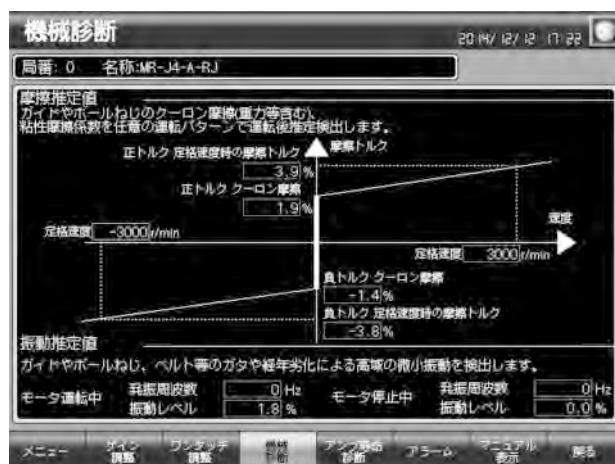 機械診断
2014/12/12 17:22
局番: 0 名称:MR-J4-A-RJ
摩擦推定値
ガイドやボールねじのクーロン摩擦(重力等含む)、
粘性摩擦係数を任意の運転パターンで運転後推定検出します。
正トルク 定格速度時の摩擦トルク
摩擦トルク
3.9%
正トルク クーロン摩擦
1.9%
速度
定格速度 -3000r/min
定格速度 3000r/min
負トルク クーロン摩擦
-1.4%
負トルク 定格速度時の摩擦トルク
-3.8%
振動推定値
ガイドやボールねじ、ベルト等のガタや経年劣化による高域の微小振動を検出します。
モータ運転中 発振周波数 0 Hz モータ停止中 発振周波数 0 Hz
振動レベル 1.8 % 振動レベル 0.0 %
メニュー ゲイン調整 ワンタッチ調整 機械診断 アンプ寿命診断 アラーム マニュアル表示 戻る